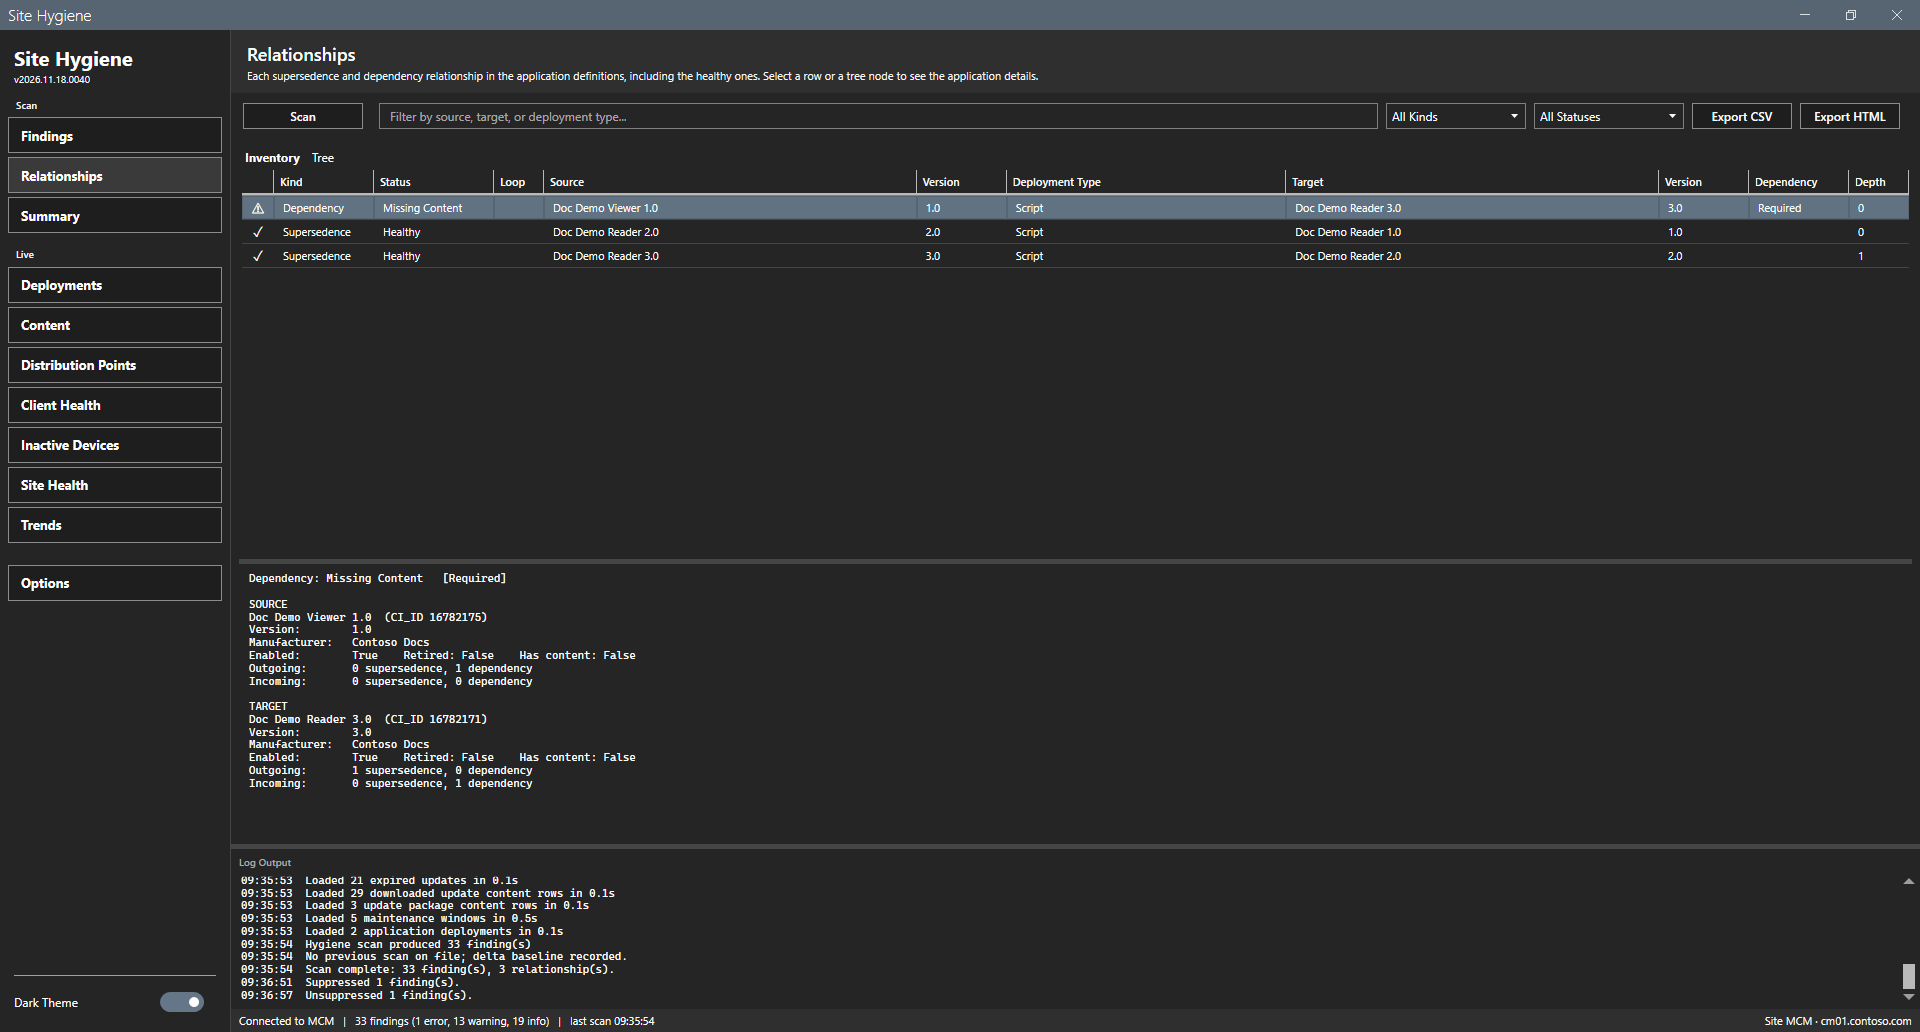 Site Hygiene
Site Hygiene
v2026.11.18.0040
Scan
Findings
Relationships
Summary
Live
Deployments
Content
Distribution Points
Client Health
Inactive Devices
Site Health
Trends
Options
Dark Theme
Relationships
Each supersedence and dependency relationship in the application definitions, including the healthy ones. Select a row or a tree node to see the application details.
Scan
Filter by source, target, or deployment type...
All Kinds
All Statuses
Export CSV
Export HTML
Inventory Tree
Kind Status Loop Source Version Deployment Type Target Version Dependency Depth
Dependency Missing Content Doc Demo Viewer 1.0 1.0 Script Doc Demo Reader 3.0 3.0 Required 0
Supersedence Healthy Doc Demo Reader 2.0 2.0 Script Doc Demo Reader 1.0 1.0 0
Supersedence Healthy Doc Demo Reader 3.0 3.0 Script Doc Demo Reader 2.0 2.0 1
Dependency: Missing Content [Required]
SOURCE
Doc Demo Viewer 1.0 (CI_ID 16782175)
Version: 1.0
Manufacturer: Contoso Docs
Enabled: True Retired: False Has content: False
Outgoing: 0 supersedence, 1 dependency
Incoming: 0 supersedence, 0 dependency
TARGET
Doc Demo Reader 3.0 (CI_ID 16782171)
Version: 3.0
Manufacturer: Contoso Docs
Enabled: True Retired: False Has content: False
Outgoing: 1 supersedence, 0 dependency
Incoming: 0 supersedence, 1 dependency
Log Output
09:35:53 Loaded 21 expired updates in 0.1s
09:35:53 Loaded 29 downloaded update content rows in 0.1s
09:35:53 Loaded 3 update package content rows in 0.1s
09:35:53 Loaded 5 maintenance windows in 0.5s
09:35:53 Loaded 2 application deployments in 0.1s
09:35:54 Hygiene scan produced 33 finding(s)
09:35:54 No previous scan on file; delta baseline recorded.
09:35:54 Scan complete: 33 finding(s), 3 relationship(s).
09:36:51 Suppressed 1 finding(s).
09:36:57 Unsuppressed 1 finding(s).
Connected to MCM | 33 findings (1 error, 13 warning, 19 info) | last scan 09:35:54
Site MCM · cm01.contoso.com